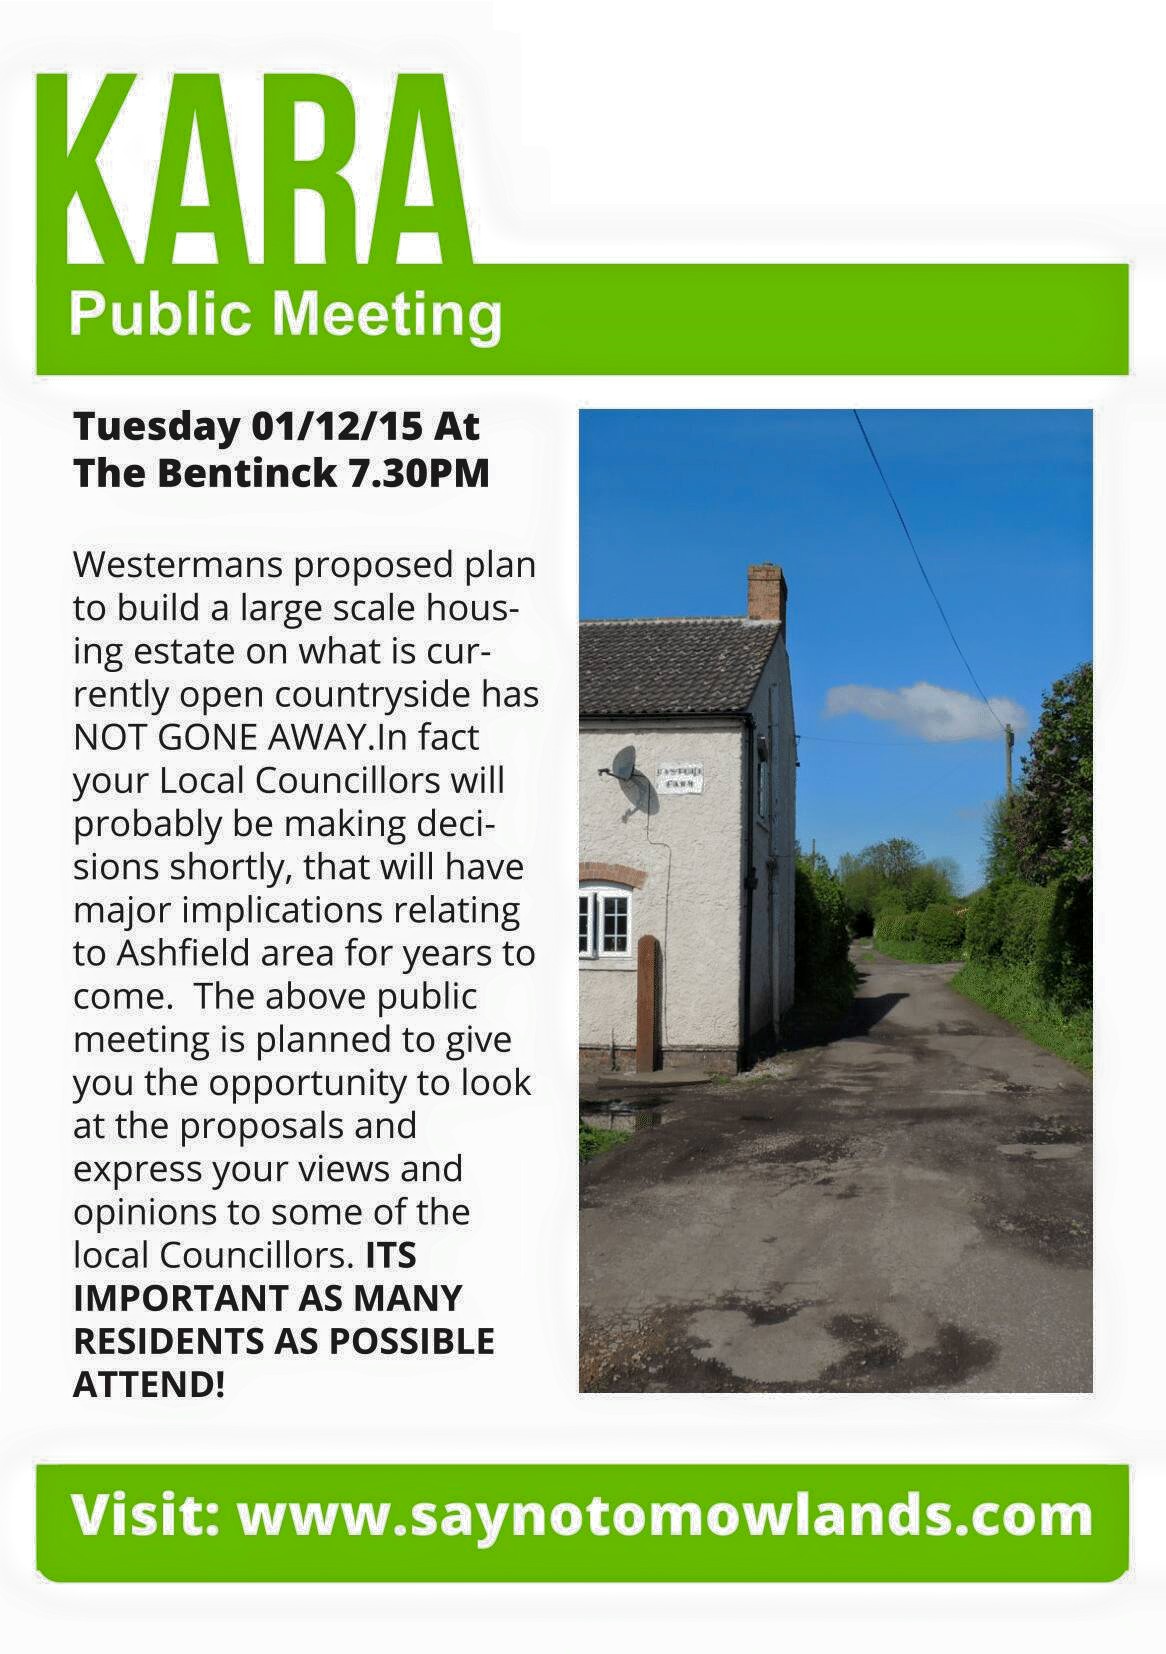 KARA
Public Meeting
Tuesday 01/12/15 At
The Bentinck 7.30PM
Westermans proposed plan
to build a large scale hous-
ing estate on what is cur-
rently open countryside has
NOT GONE AWAY.In fact
your Local Councillors will
probably be making deci-
sions shortly, that will have
major implications relating
to Ashfield area for years to
come.  The above public
meeting is planned to give
you the opportunity to look
at the proposals and
express your views and
opinions to some of the
local Councillors. ITS
IMPORTANT AS MANY
RESIDENTS AS POSSIBLE
ATTEND!
FARM
Visit: www.saynotomowlands.com